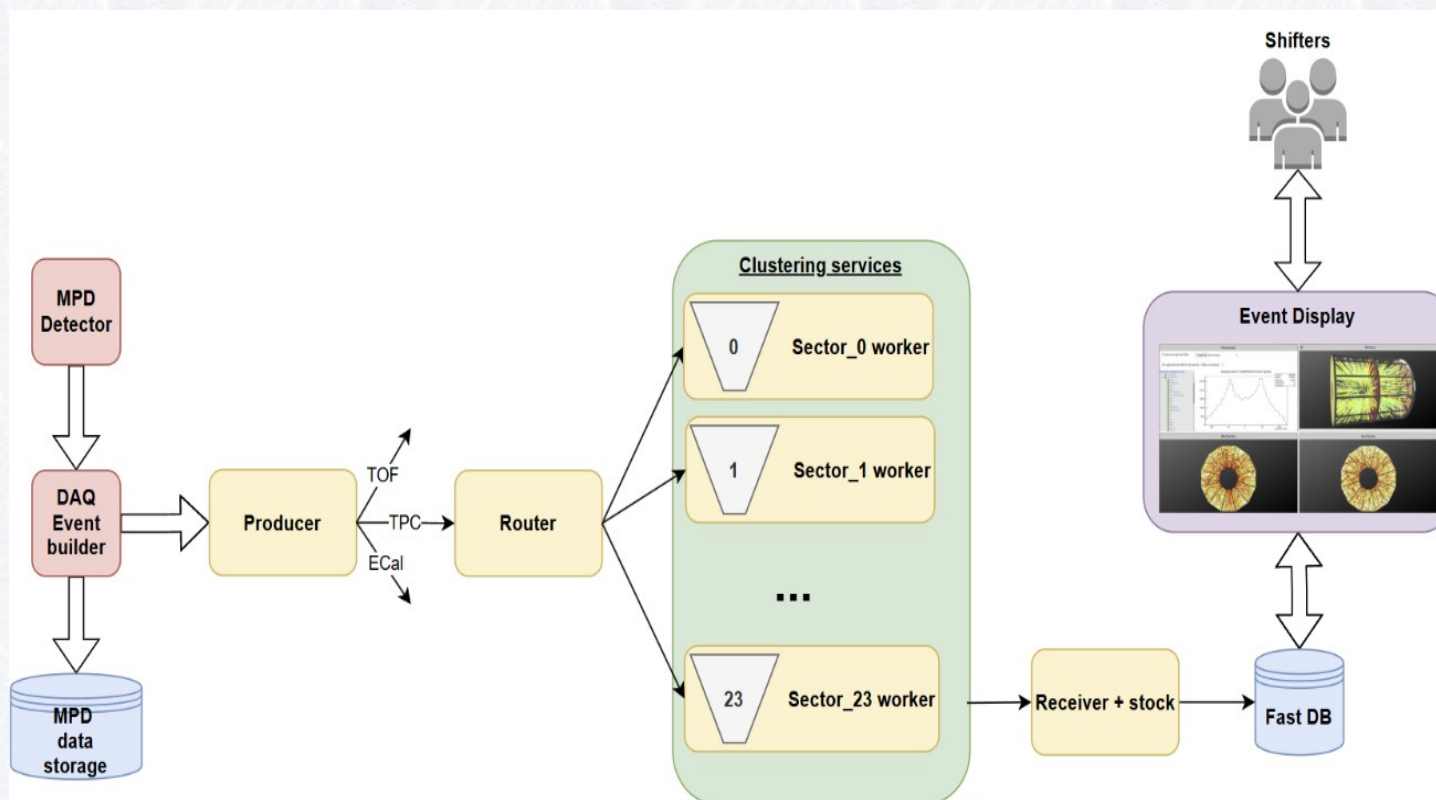 Shifters
MPD
Detector
DAQ
Event
builder
MPD
data
storage
Producer
TOF
TPC
ECal
Router
Clustering services
0
Sector_0 worker
1
Sector_1 worker
...
23
Sector_23 worker
Receiver + stock
Fast DB
Event Display